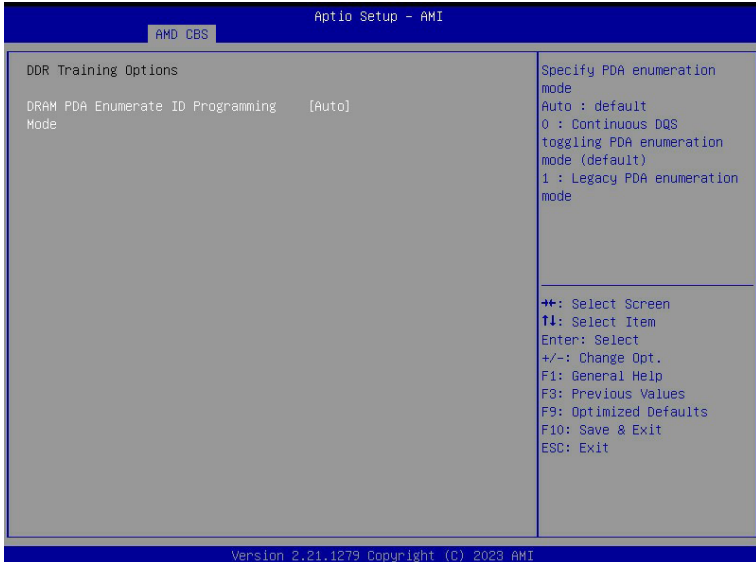 Aptio Setup - AMI
AMD CBS
DDR Training Options
DRAM PDA Enumerate ID Programming [Auto]
Mode
Specify PDA enumeration
mode
Auto : default
0 : Continuous DQS
toggling PDA enumeration
mode (default)
1 : Legacy PDA enumeration
mode
→←: Select Screen
↑↓: Select Item
Enter: Select
+/-: Change Opt.
F1: General Help
F3: Previous Values
F9: Optimized Defaults
F10: Save & Exit
ESC: Exit
Version 2.21.1279 Copyright (C) 2023 AMI